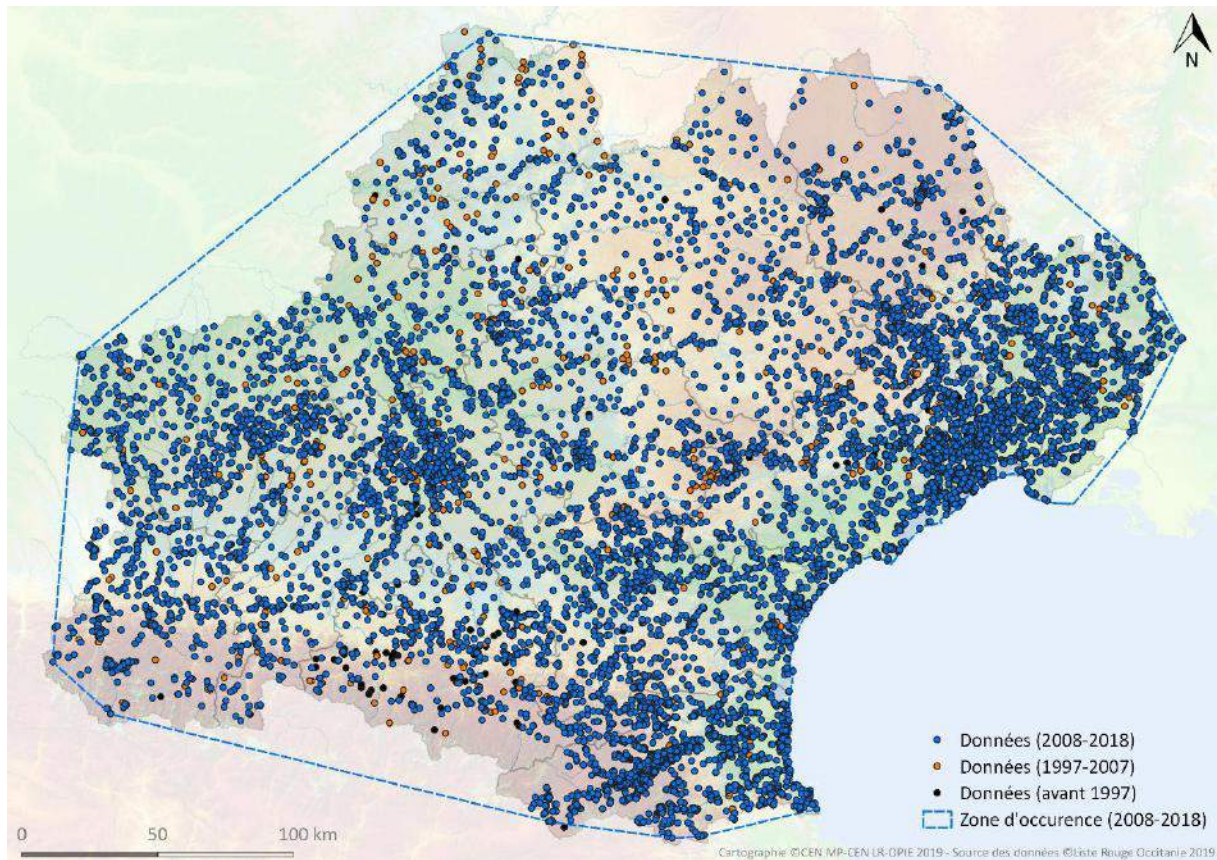 N
Données (2008-2018)
Données (1997-2007)
Données (avant 1997)
Zone d'occurence (2008-2018)
0 50 100 km
Cartographie ©CEN MP-CEN LR-OPIE 2019 - Source des données ©Liste Rouge Occitanie 2019